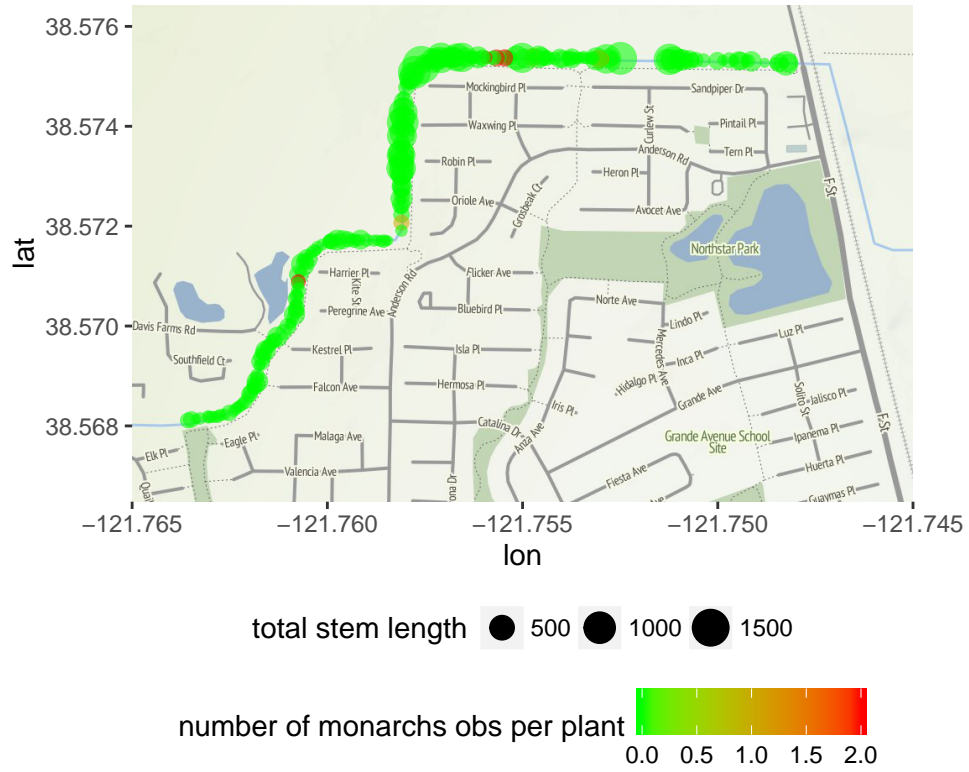 38.576
38.574
38.572
38.570
38.568
lat
Mockingbird Pl
Sandpiper Dr
Waxwing Pl
Curlew St
Pintail Pl
Anderson Rd
Tern Pl
Robin Pl
Heron Pl
F St
Oriole Ave
Grosbeak Ct
Avocet Ave
Northstar Park
Harrier Pl
Kite St
Anderson Rd
Flicker Ave
Peregrine Ave
Bluebird Pl
Norte Ave
Davis Farms Rd
Lindo Pl
Luz Pl
Mercedes Ave
Southfield Ct
Kestrel Pl
Isla Pl
Inca Pl
Falcon Ave
Hermosa Pl
Hidalgo Pl
Grande Ave
Solito St
Jalisco Pl
Iris Pl
Catalina Dr
Anza Ave
F St
Eagle Pl
Malaga Ave
Grande Avenue School
Site
Ipanema Pl
Elk Pl
Valencia Ave
Fiesta Ave
Huerta Pl
Quai
ona Dr
Ave
Guaymas Pl
−121.765
−121.760
−121.755
−121.750
−121.745
lon
total stem length 500 1000 1500
number of monarchs obs per plant
0.0 0.5 1.0 1.5 2.0